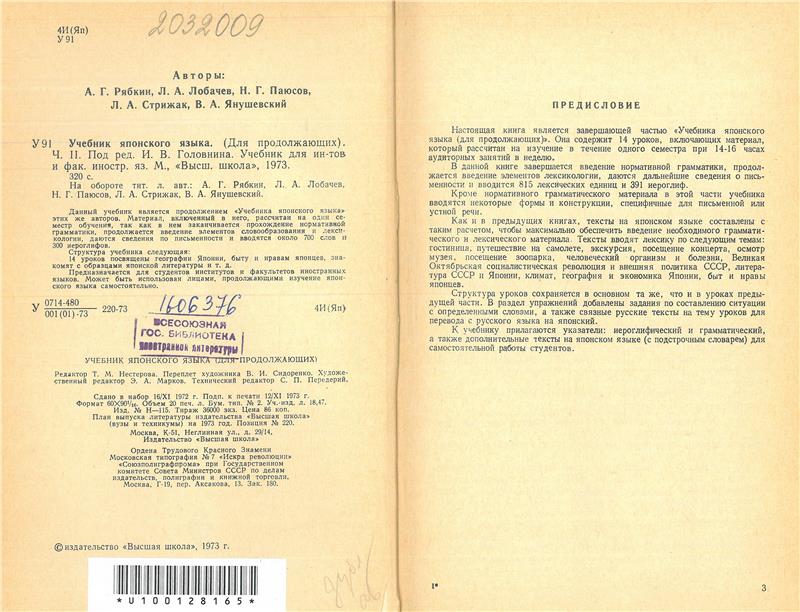 4И(Яп)
У 91
2032009
Авторы:
А. Г. Рябкин, Л. А. Лобачев, Н. Г. Паюсов,
Л. А. Стрижак, В. А. Янушевский
У 91 Учебник японского языка. (Для продолжающих).
Ч. II. Под ред. И. В. Головнина. Учебник для ин-тов
и фак. иностр. яз. М., «Высш. школа», 1973.
320 с.
На обороте тит. л. авт.: А. Г. Рябкин, Л. А. Лобачев,
Н. Г. Паюсов, Л. А. Стрижак, В. А. Янушевский.
Данный учебник является продолжением «Учебника японского языка»
этих же авторов. Материал, включенный в него, рассчитан на один се-
местр обучения, так как в нем заканчивается прохождение нормативной
грамматики, продолжается введение элементов словообразования и лекси-
кологии, даются сведения по письменности и вводятся около 700 слов и
300 иероглифов.
Структура учебника следующая:
14 уроков посвящены географии Японии, быту и нравам японцев, зна-
комят с образцами японской литературы и т. д.
Предназначается для студентов институтов и факультетов иностранных
языков. Может быть использован лицами, продолжающими изучение япон-
ского языка самостоятельно.
У 0714-480
001(01)-73 220-73 4И(Яп)
1606376
ВСЕСОЮЗНАЯ
ГОС. БИБЛИОТЕКА
иностранной литературы
УЧЕБНИК ЯПОНСКОГО ЯЗЫКА (ДЛЯ ПРОДОЛЖАЮЩИХ)
Редактор Т. М. Нестерова. Переплет художника В. И. Сидоренко. Художе-
ственный редактор Э. А. Марков. Технический редактор С. П. Передерий.
Сдано в набор 16/XI 1972 г. Подп. к печати 12/XI 1973 г.
Формат 60×90¹/₁₆. Объем 20 печ. л. Бум. тип. № 2. Уч.-изд. л. 18,47.
Изд. № Н—115. Тираж 36000 экз. Цена 86 коп.
План выпуска литературы издательства «Высшая школа»
(вузы и техникумы) на 1973 год. Позиция № 220.
Москва, К-51, Неглинная ул., д. 29/14,
Издательство «Высшая школа»
Ордена Трудового Красного Знамени
Московская типография № 7 «Искра революции»
«Союзполиграфпрома» при Государственном
комитете Совета Министров СССР по делам
издательств, полиграфии и книжной торговли.
Москва, Г-19, пер. Аксакова, 13. Зак. 180.
© издательство «Высшая школа», 1973 г.
*U100128165*
ПРЕДИСЛОВИЕ
Настоящая книга является завершающей частью «Учебника японского
языка (для продолжающих)». Она содержит 14 уроков, включающих материал,
который рассчитан на изучение в течение одного семестра при 14-16 часах
аудиторных занятий в неделю.
В данной книге завершается введение нормативной грамматики, продол-
жается введение элементов лексикологии, даются дальнейшие сведения о пись-
менности и вводится 815 лексических единиц и 391 иероглиф.
Кроме нормативного грамматического материала в этой части учебника
вводятся некоторые формы и конструкции, специфичные для письменной или
устной речи.
Как и в предыдущих книгах, тексты на японском языке составлены с
таким расчетом, чтобы максимально обеспечить введение необходимого граммати-
ческого и лексического материала. Тексты вводят лексику по следующим темам:
гостиница, путешествие на самолете, экскурсия, посещение концерта, осмотр
музея, посещение зоопарка, человеческий организм и болезни, Великая
Октябрьская социалистическая революция и внешняя политика СССР, литера-
тура СССР и Японии, климат, география и экономика Японии, быт и нравы
японцев.
Структура уроков сохраняется в основном та же, что и в уроках преды-
дущей части. В раздел упражнений добавлены задания по составлению ситуации
с определенными словами, а также связные русские тексты на тему уроков для
перевода с русского языка на японский.
К учебнику прилагаются указатели: иероглифический и грамматический,
а также дополнительные тексты на японском языке (с подстрочным словарем) для
самостоятельной работы студентов.
1*
3